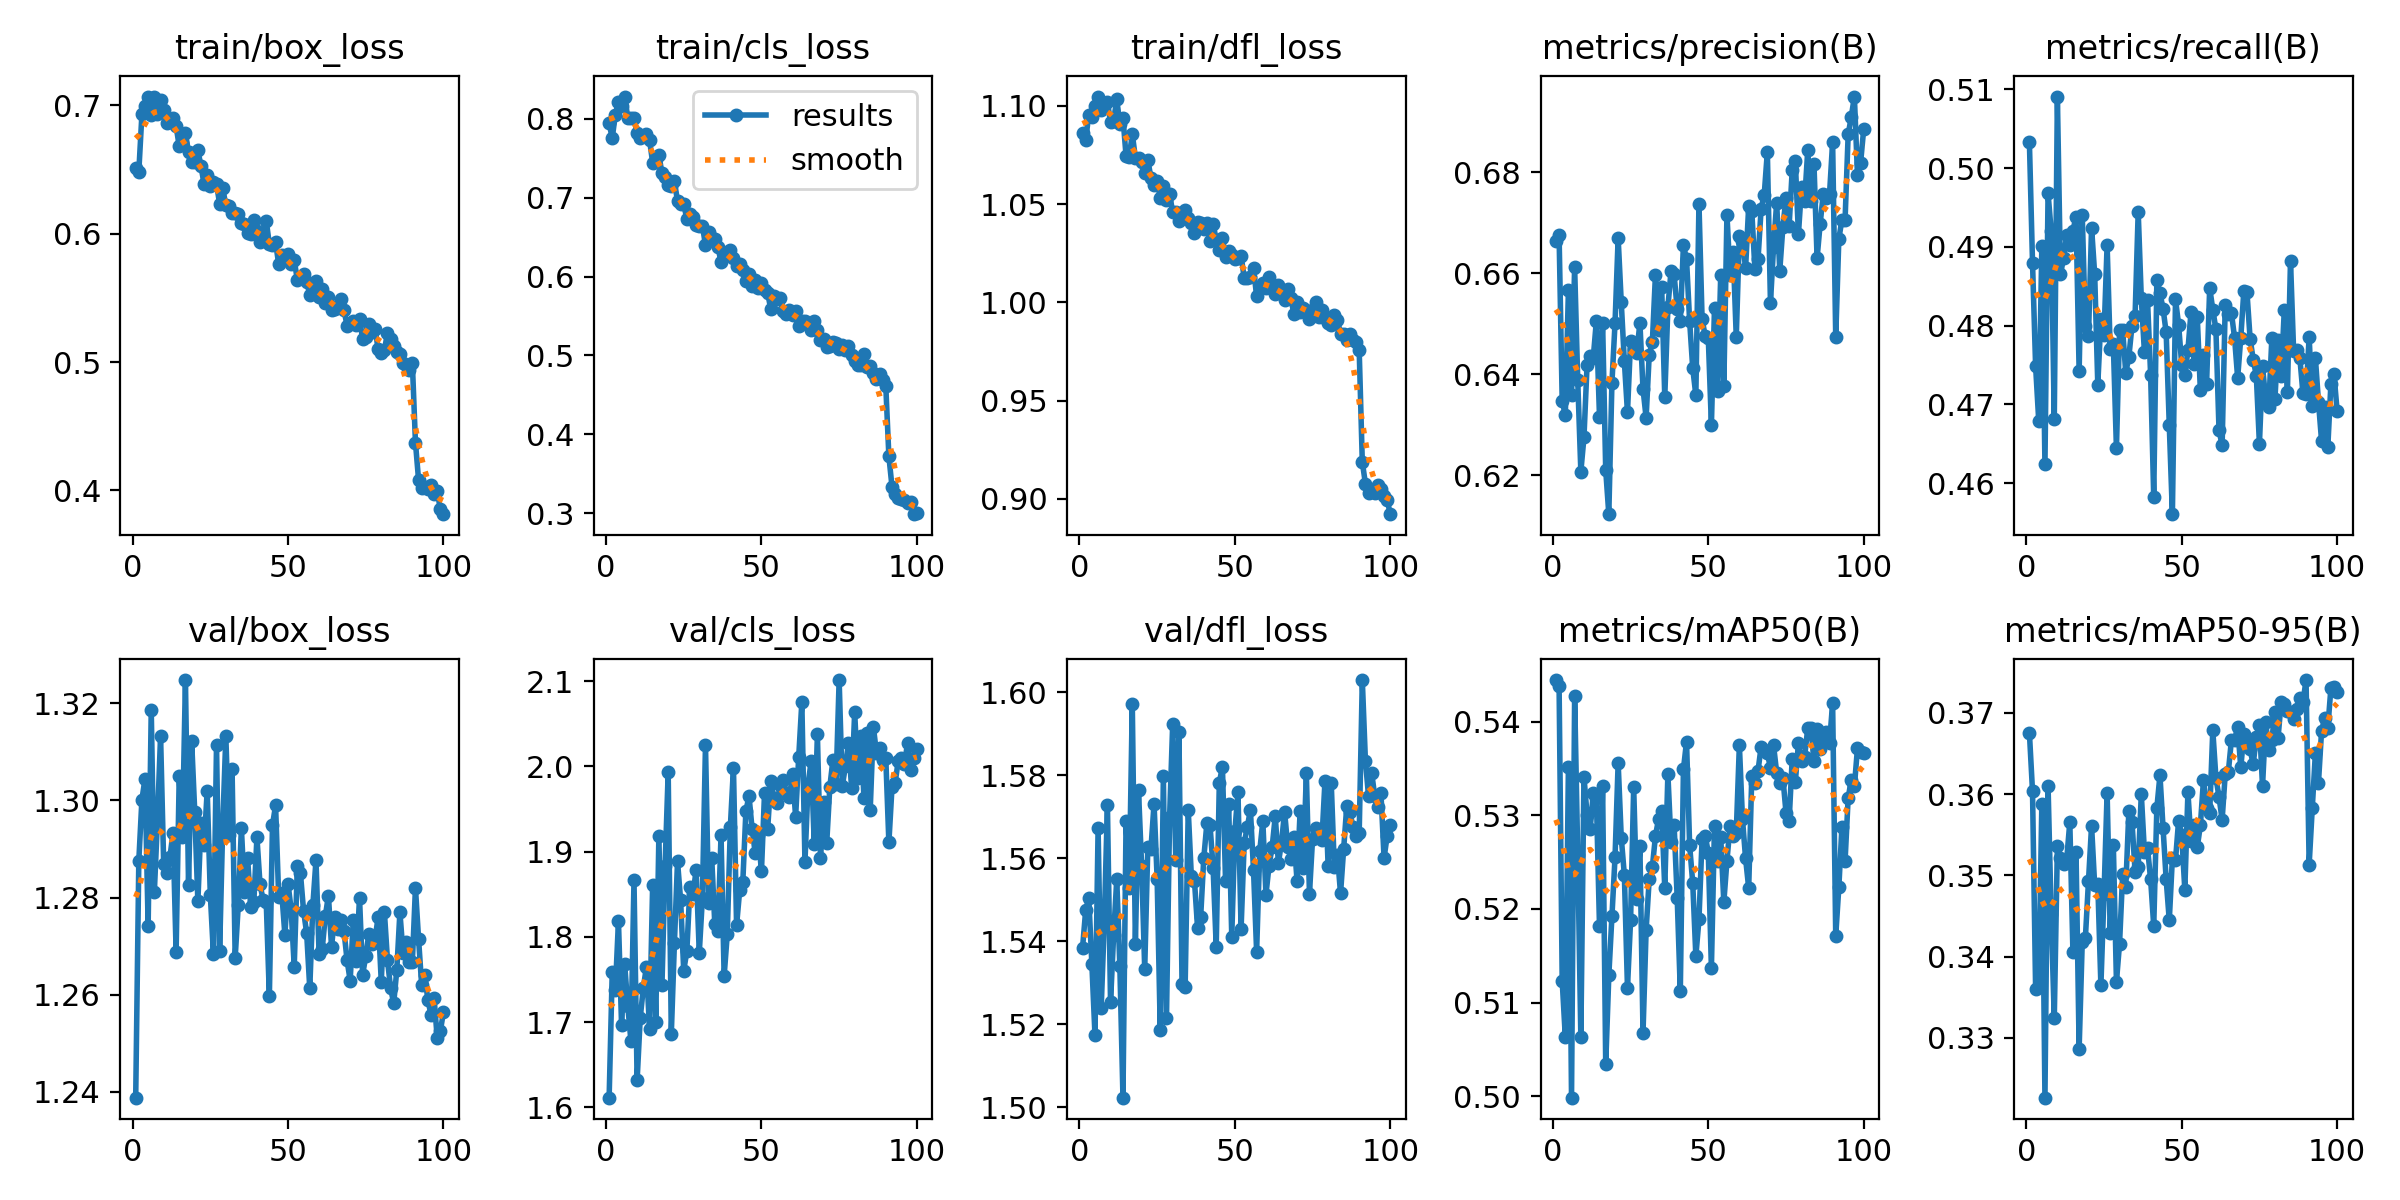 train/box_loss
train/cls_loss
train/dfl_loss
metrics/precision(B)
metrics/recall(B)
0.7
0.6
0.5
0.4
0 50 100
0.8
0.7
0.6
0.5
0.4
0.3
results
smooth
0 50 100
1.10
1.05
1.00
0.95
0.90
0 50 100
0.68
0.66
0.64
0.62
0 50 100
0.51
0.50
0.49
0.48
0.47
0.46
0 50 100
val/box_loss
val/cls_loss
val/dfl_loss
metrics/mAP50(B)
metrics/mAP50-95(B)
1.32
1.30
1.28
1.26
1.24
0 50 100
2.1
2.0
1.9
1.8
1.7
1.6
0 50 100
1.60
1.58
1.56
1.54
1.52
1.50
0 50 100
0.54
0.53
0.52
0.51
0.50
0 50 100
0.37
0.36
0.35
0.34
0.33
0 50 100